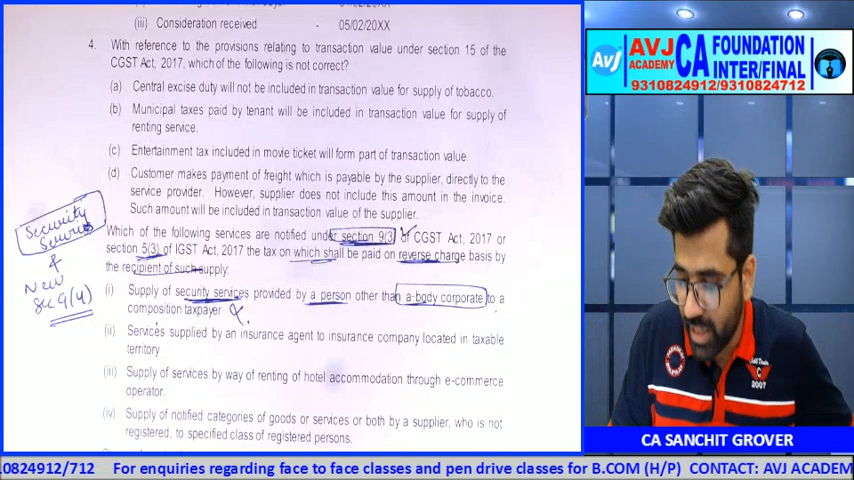 (iii) Consideration received - 05/02/20XX
4. With reference to the provisions relating to transaction value under section 15 of the
CGST Act, 2017, which of the following is not correct?
(a) Central excise duty will not be included in transaction value for supply of tobacco.
(b) Municipal taxes paid by tenant will be included in transaction value for supply of
renting service.
(c) Entertainment tax included in movie ticket will form part of transaction value.
(d) Customer makes payment of freight which is payable by the supplier, directly to the
service provider. However, supplier does not include this amount in the invoice.
Such amount will be included in transaction value of the supplier.
Which of the following services are notified under section 9(3) of CGST Act, 2017 or
section 5(3) of IGST Act, 2017 the tax on which shall be paid on reverse charge basis by
the recipient of such supply:
(i) Supply of security services provided by a person other than a body corporate to a
composition taxpayer
(ii) Services supplied by an insurance agent to insurance company located in taxable
territory
(iii) Supply of services by way of renting of hotel accommodation through e-commerce
operator.
(iv) Supply of notified categories of goods or services or both by a supplier, who is not
registered, to specified class of registered persons.
Security
Services
New
Sec 9(4)
AVJ
ACADEMY
CA
FOUNDATION
INTER/FINAL
9310824912/9310824712
AVJ
2007
CA SANCHIT GROVER
0824912/712 For enquiries regarding face to face classes and pen drive classes for B.COM (H/P) CONTACT: AVJ ACADEM